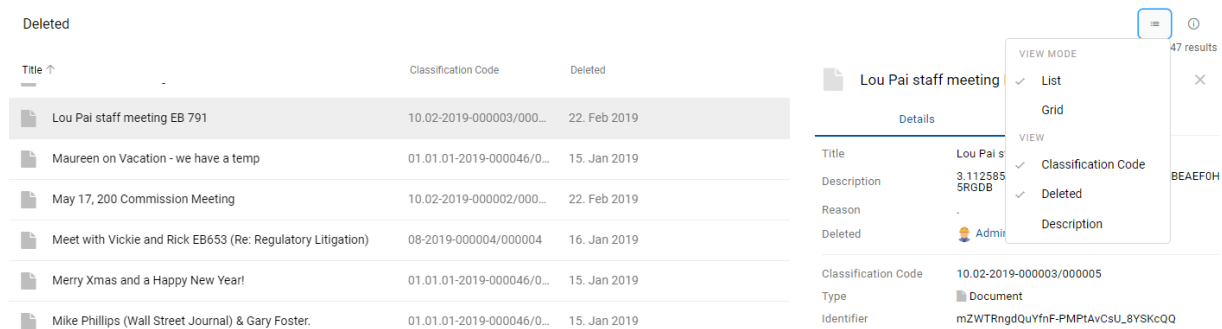 Deleted
47 results
Title ↑ Classification Code Deleted
Lou Pai staff meeting EB 791 10.02-2019-000003/000... 22. Feb 2019
Maureen on Vacation - we have a temp 01.01.01-2019-000046/0... 15. Jan 2019
May 17, 200 Commission Meeting 10.02-2019-000002/000... 22. Feb 2019
Meet with Vickie and Rick EB653 (Re: Regulatory Litigation) 08-2019-000004/000004 16. Jan 2019
Merry Xmas and a Happy New Year! 01.01.01-2019-000046/0... 15. Jan 2019
Mike Phillips (Wall Street Journal) & Gary Foster. 01.01.01-2019-000046/0... 15. Jan 2019
VIEW MODE
List
Grid
VIEW
Classification Code
Deleted
Description
Lou Pai staff meeting
Details
Title Lou Pai s
Description 3.112585 BEAEF0H
5RGDB
Reason .
Deleted Admi
Classification Code 10.02-2019-000003/000005
Type Document
Identifier mZWTRngdQuYfnF-PMPtAvCsU_8YSKcQQ